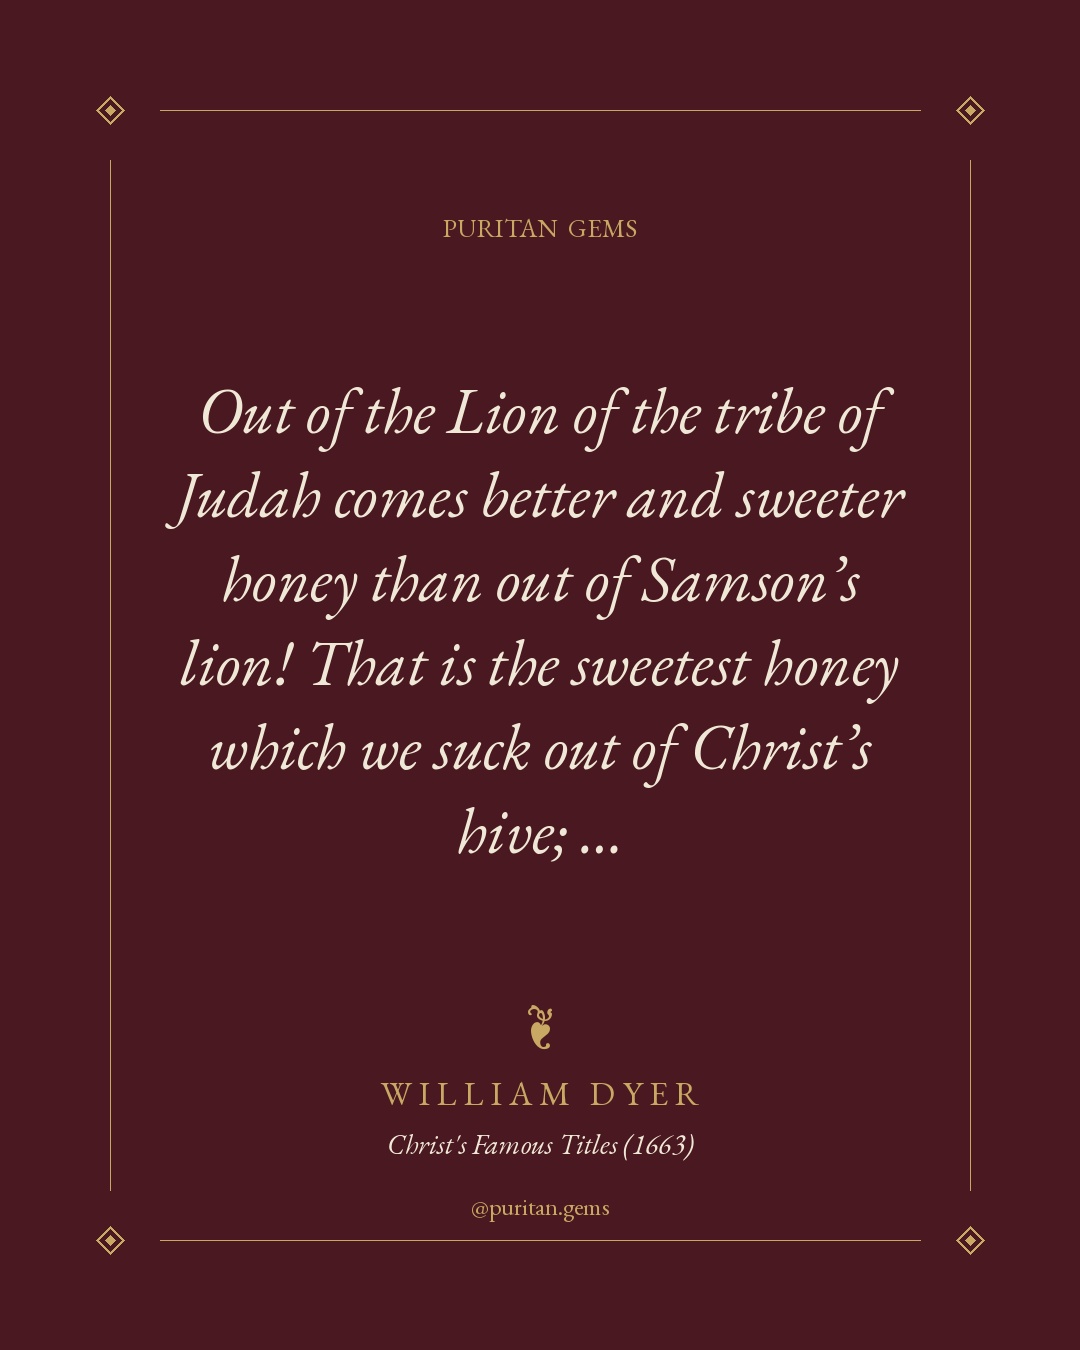 PURITAN GEMS
Out of the Lion of the tribe of
Judah comes better and sweeter
honey than out of Samson’s
lion! That is the sweetest honey
which we suck out of Christ’s
hive; ...
WILLIAM DYER
Christ's Famous Titles (1663)
@puritan.gems